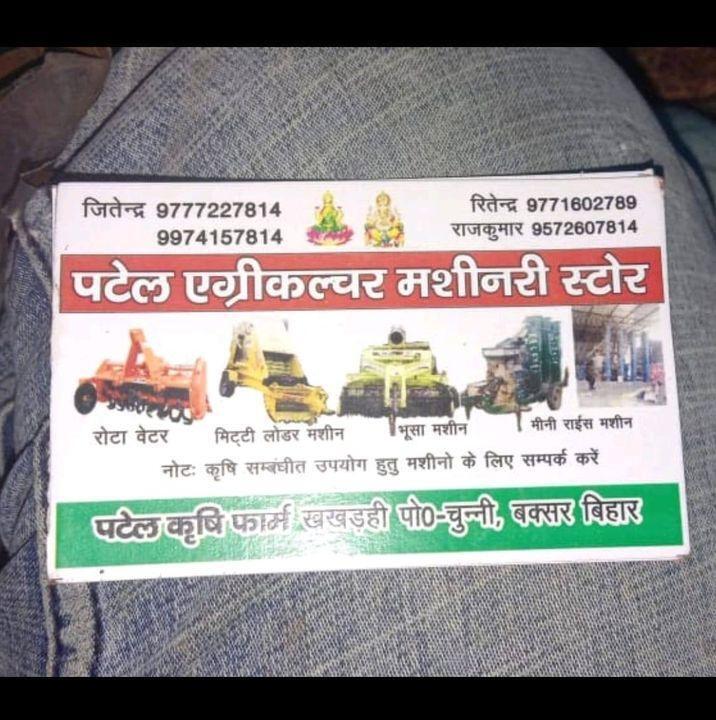 जितेन्द्र 9777227814
9974157814
रितेन्द्र 9771602789
राजकुमार 9572607814
पटेल एग्रीकल्चर मशीनरी स्टोर
रोटा वेटर
मिट्टी लोडर मशीन
भूसा मशीन
मीनी राईस मशीन
नोटः कृषि सम्बंघीत उपयोग हुतु मशीनो के लिए सम्पर्क करें
पटेल कृषि फार्म खखड़ही पो०-चुन्नी, बक्सर बिहार